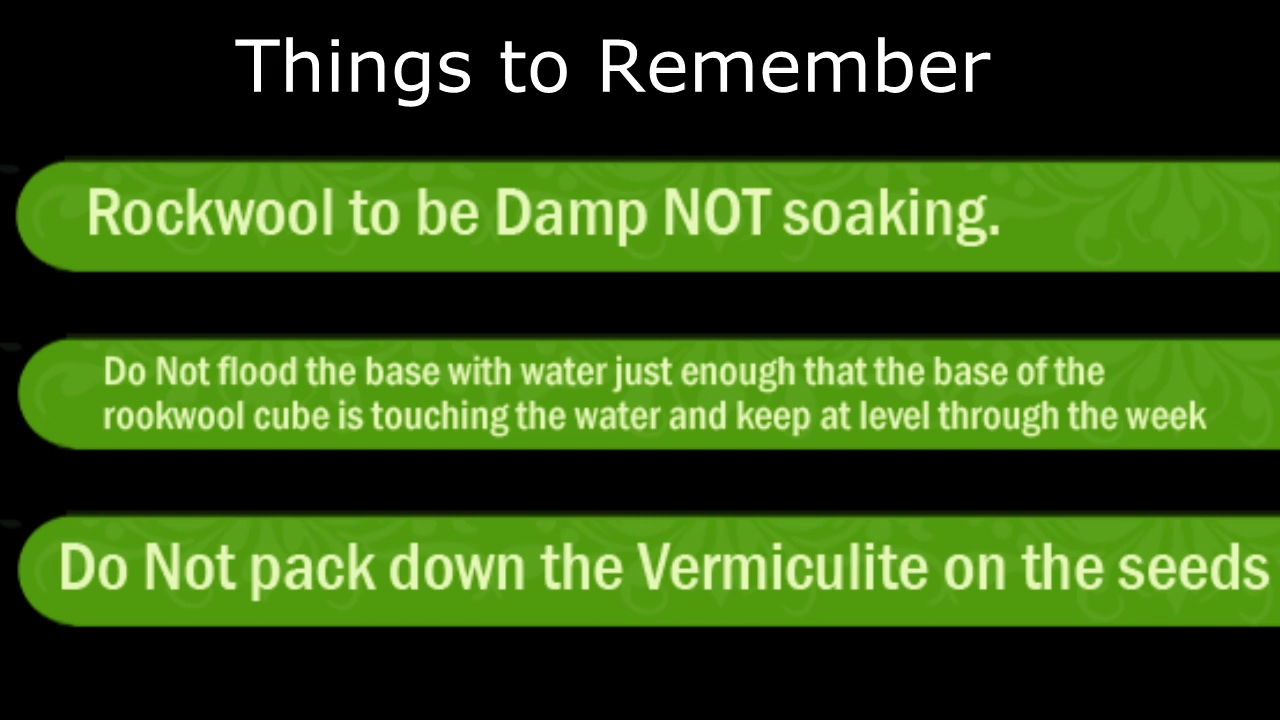 Things to Remember
Rockwool to be Damp NOT soaking.
Do Not flood the base with water just enough that the base of the
rookwool cube is touching the water and keep at level through the week
Do Not pack down the Vermiculite on the seeds